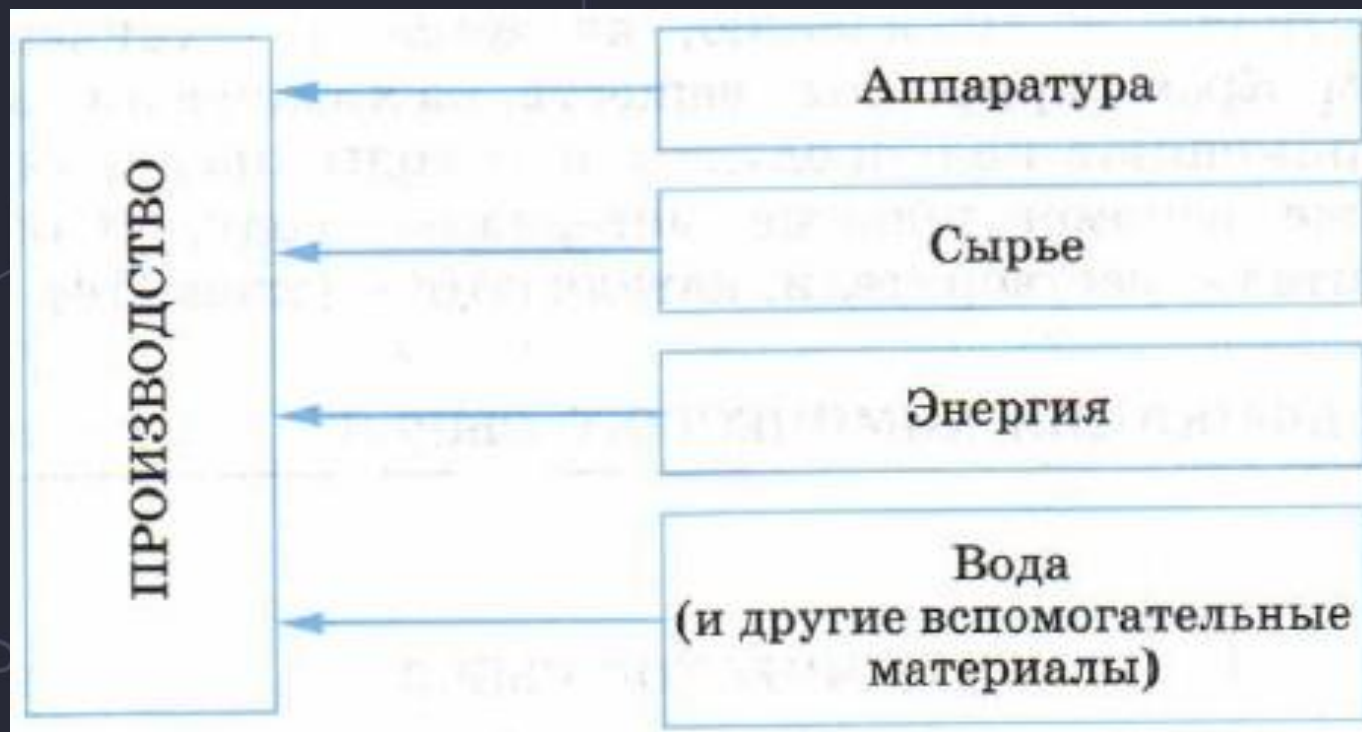 ПРОИЗВОДСТВО
Аппаратура
Сырье
Энергия
Вода
(и другие вспомогательные
материалы)